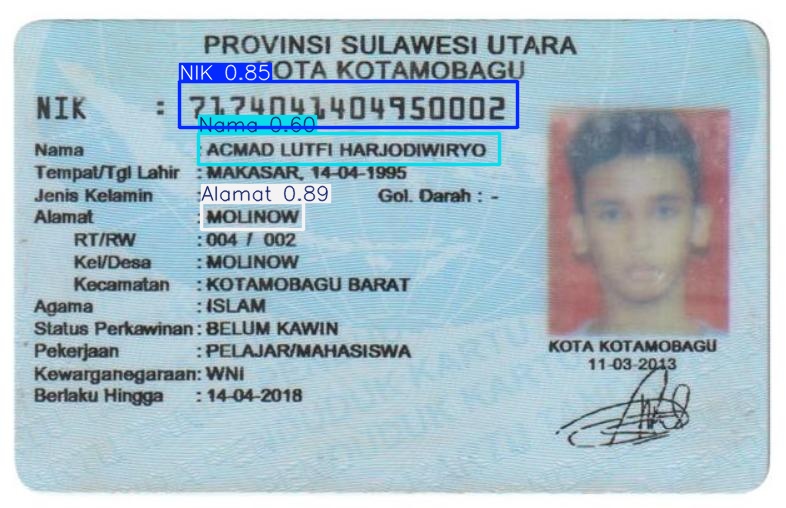 PROVINSI SULAWESI UTARA
NIK 0.85 OTA KOTAMOBAGU
NIK : 7174041404950002
Nama 0.60
Nama : ACMAD LUTFI HARJODIWIRYO
Tempat/Tgl Lahir : MAKASAR, 14-04-1995
Jenis Kelamin : Alamat 0.89 Gol. Darah : -
Alamat : MOLINOW
RT/RW : 004 / 002
Kel/Desa : MOLINOW
Kecamatan : KOTAMOBAGU BARAT
Agama : ISLAM
Status Perkawinan : BELUM KAWIN
Pekerjaan : PELAJAR/MAHASISWA
Kewarganegaraan: WNI
Berlaku Hingga : 14-04-2018
KOTA KOTAMOBAGU
11-03-2013